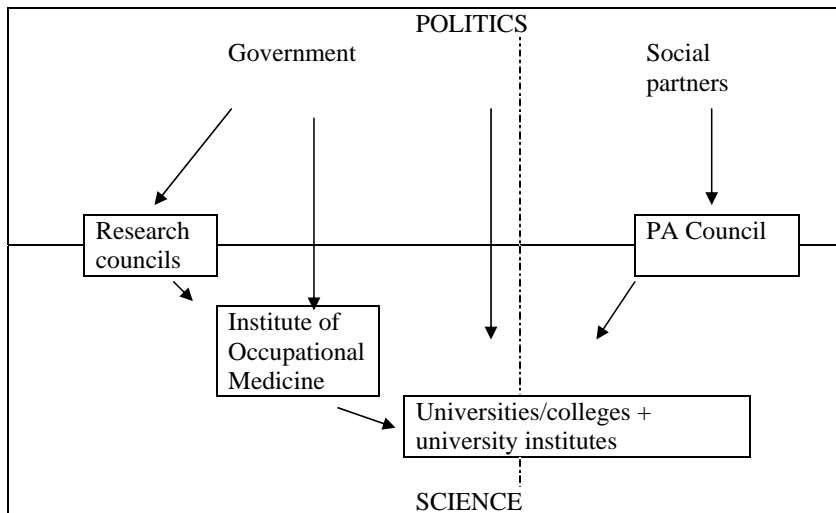 POLITICS
Government
Social
partners
Research
councils
PA Council
Institute of
Occupational
Medicine
Universities/colleges +
university institutes
SCIENCE